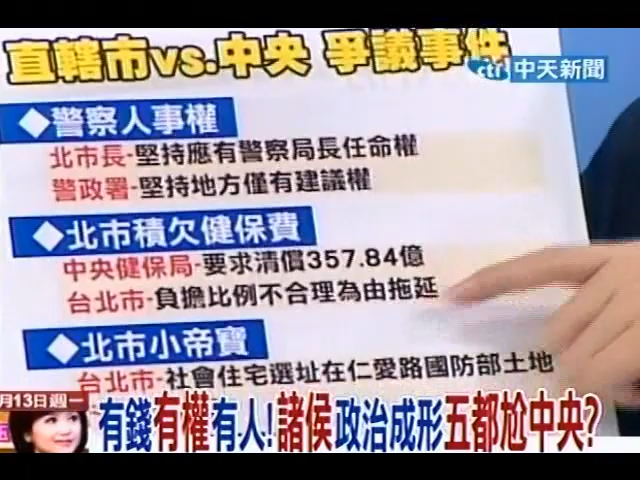 直轄市vs.中央 爭議事件
cti 中天新聞
◆警察人事權
北市長-堅持應有警察局長任命權
警政署-堅持地方僅有建議權
◆北市積欠健保費
中央健保局-要求清償357.84億
台北市-負擔比例不合理為由拖延
◆北市小帝寶
台北市-社會住宅選址在仁愛路國防部土地
月13日週一
有錢有權有人!諸侯政治成形五都尬中央?